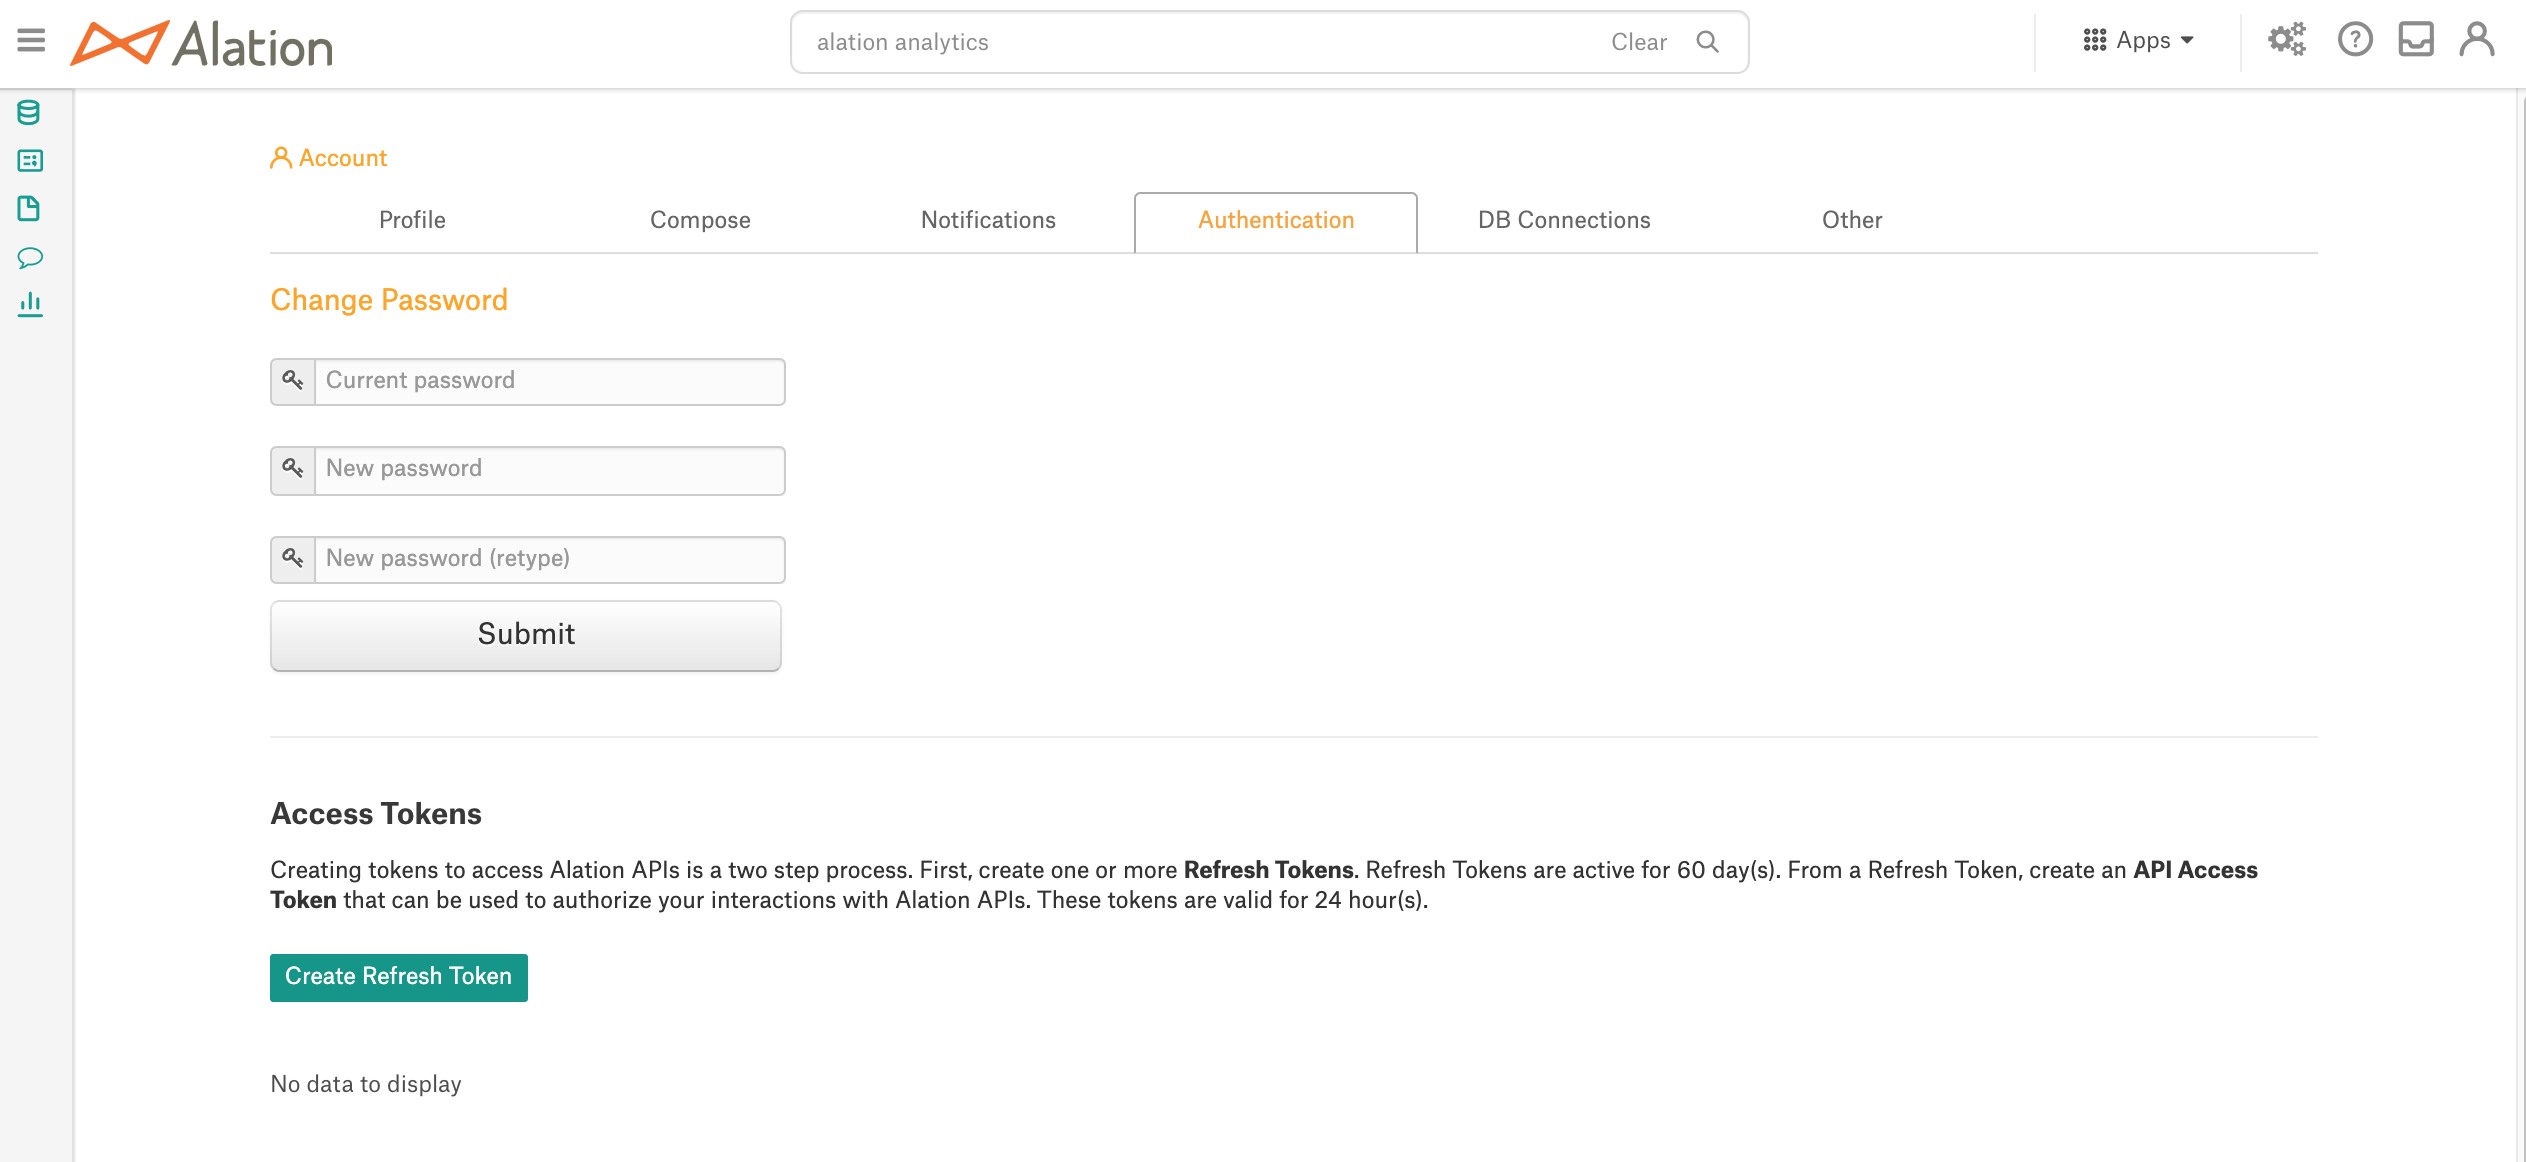 Alation
alation analytics
Clear
Apps
Account
Profile
Compose
Notifications
Authentication
DB Connections
Other
Change Password
Current password
New password
New password (retype)
Submit
Access Tokens
Creating tokens to access Alation APIs is a two step process. First, create one or more Refresh Tokens. Refresh Tokens are active for 60 day(s). From a Refresh Token, create an API Access
Token that can be used to authorize your interactions with Alation APIs. These tokens are valid for 24 hour(s).
Create Refresh Token
No data to display